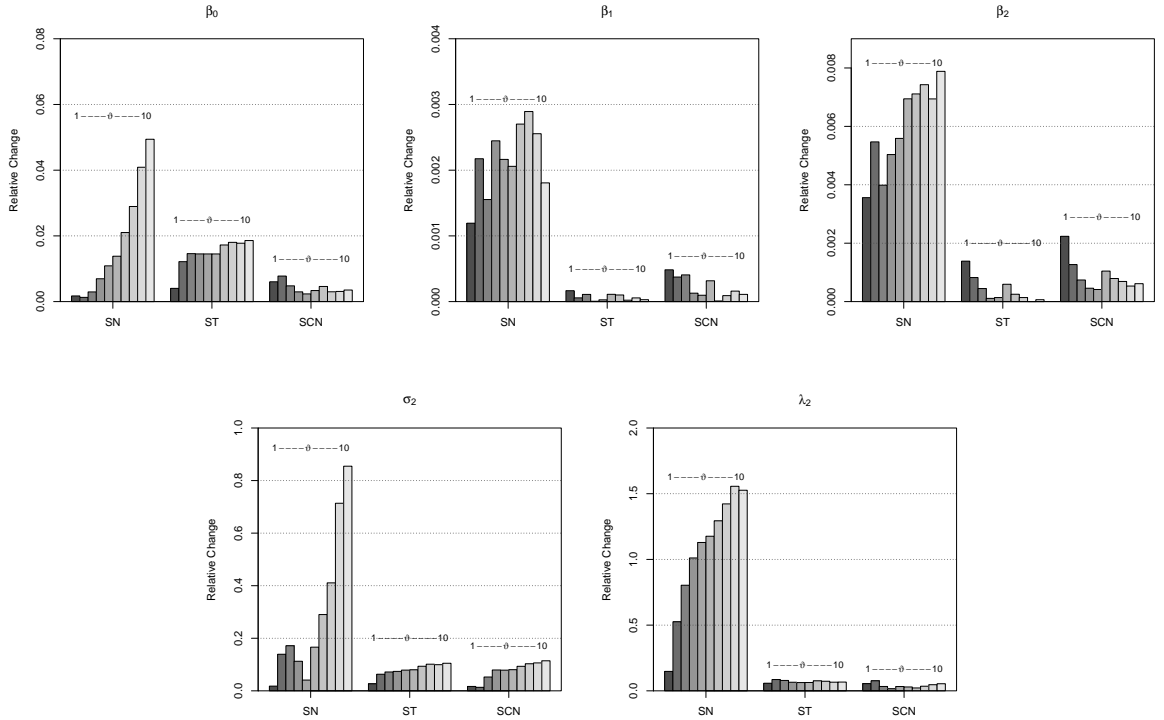 β0
Relative Change
0.00 0.02 0.04 0.06 0.08
1−−−−ϑ−−−−10
1−−−−ϑ−−−−10
1−−−−ϑ−−−−10
SN ST SCN
β1
Relative Change
0.000 0.001 0.002 0.003 0.004
1−−−−ϑ−−−−10
1−−−−ϑ−−−−10
1−−−−ϑ−−−−10
SN ST SCN
β2
Relative Change
0.000 0.002 0.004 0.006 0.008
1−−−−ϑ−−−−10
1−−−−ϑ−−−−10
1−−−−ϑ−−−−10
SN ST SCN
σ2
Relative Change
0.0 0.2 0.4 0.6 0.8 1.0
1−−−−ϑ−−−−10
1−−−−ϑ−−−−10
1−−−−ϑ−−−−10
SN ST SCN
λ2
Relative Change
0.0 0.5 1.0 1.5 2.0
1−−−−ϑ−−−−10
1−−−−ϑ−−−−10
1−−−−ϑ−−−−10
SN ST SCN